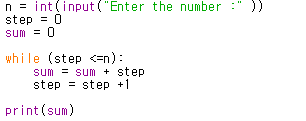 n = int(input("Enter the number :" ))
step = 0
sum = 0
while (step <=n):
    sum = sum + step
    step = step +1
print(sum)